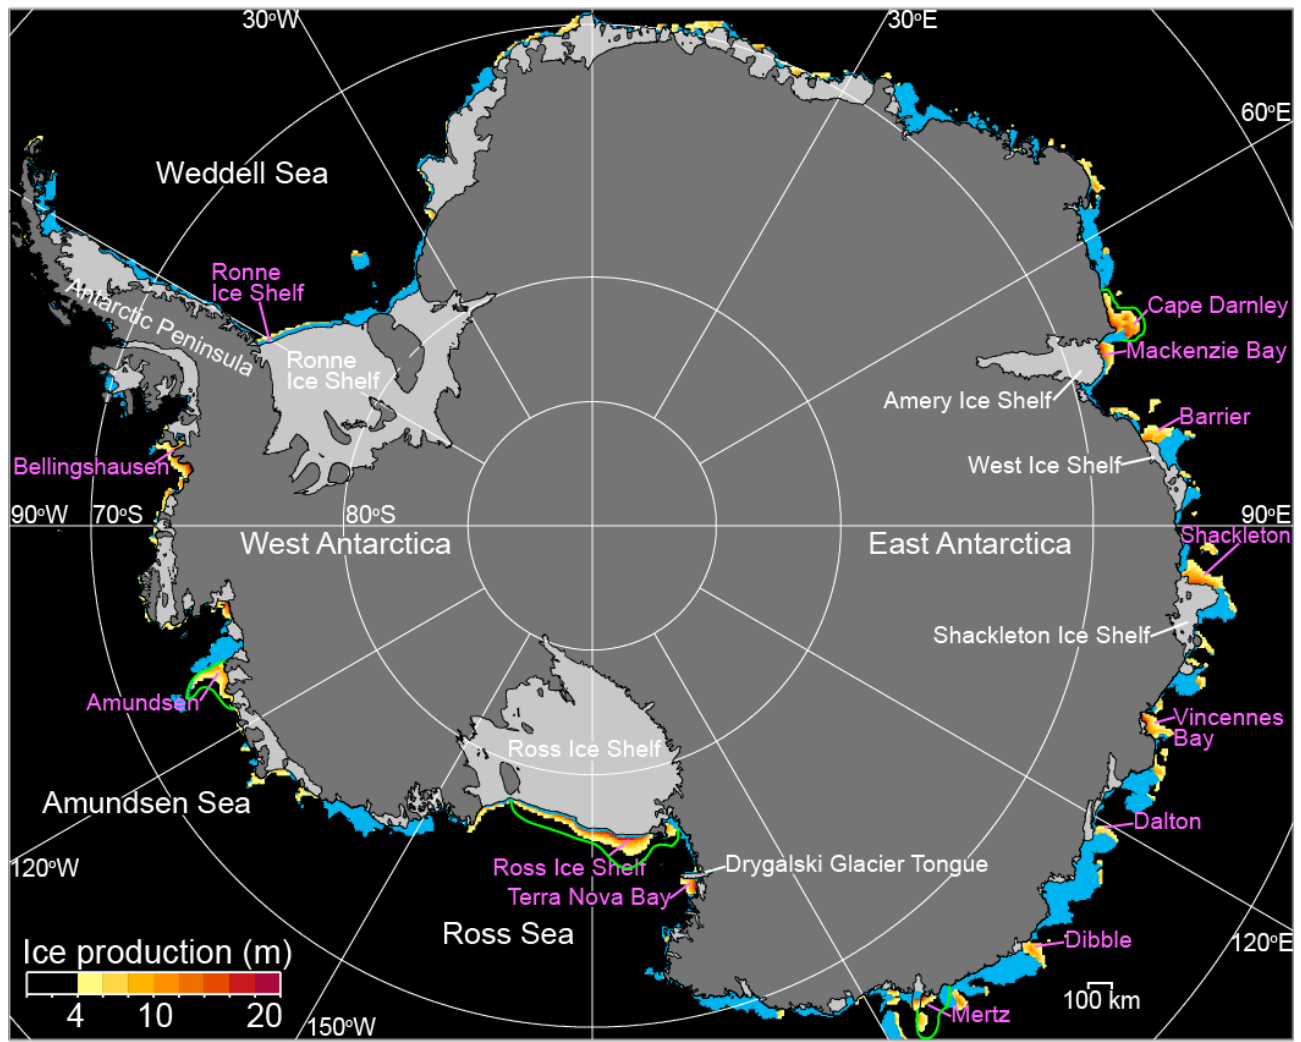 30°W
30°E
60°E
Weddell Sea
Ronne
Ice Shelf
Antarctic Peninsula
Ronne
Ice Shelf
Cape Darnley
Mackenzie Bay
Amery Ice Shelf
Barrier
West Ice Shelf
Bellingshausen
90°W
70°S
80°S
90°E
West Antarctica
East Antarctica
Shackleton
Shackleton Ice Shelf
Amundsen
Vincennes
Bay
Ross Ice Shelf
Amundsen Sea
Dalton
120°W
Ross Ice Shelf
Drygalski Glacier Tongue
Terra Nova Bay
Ross Sea
Dibble
120°E
Ice production (m)
4 10 20
100 km
Mertz
150°W